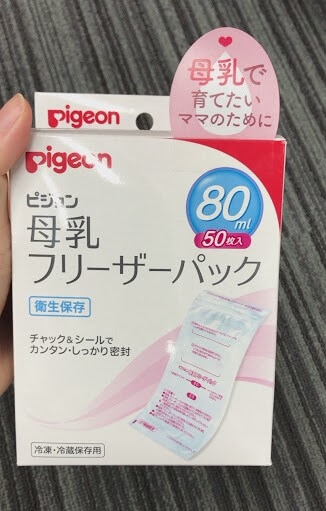 pigeon
母乳で
育てたい
ママのために
pigeon
ピジョン
80
ml
50枚入
母乳
フリーザーパック
衛生保存
チャック&シールで
カンタン・しっかり密封
冷凍・冷蔵保存用